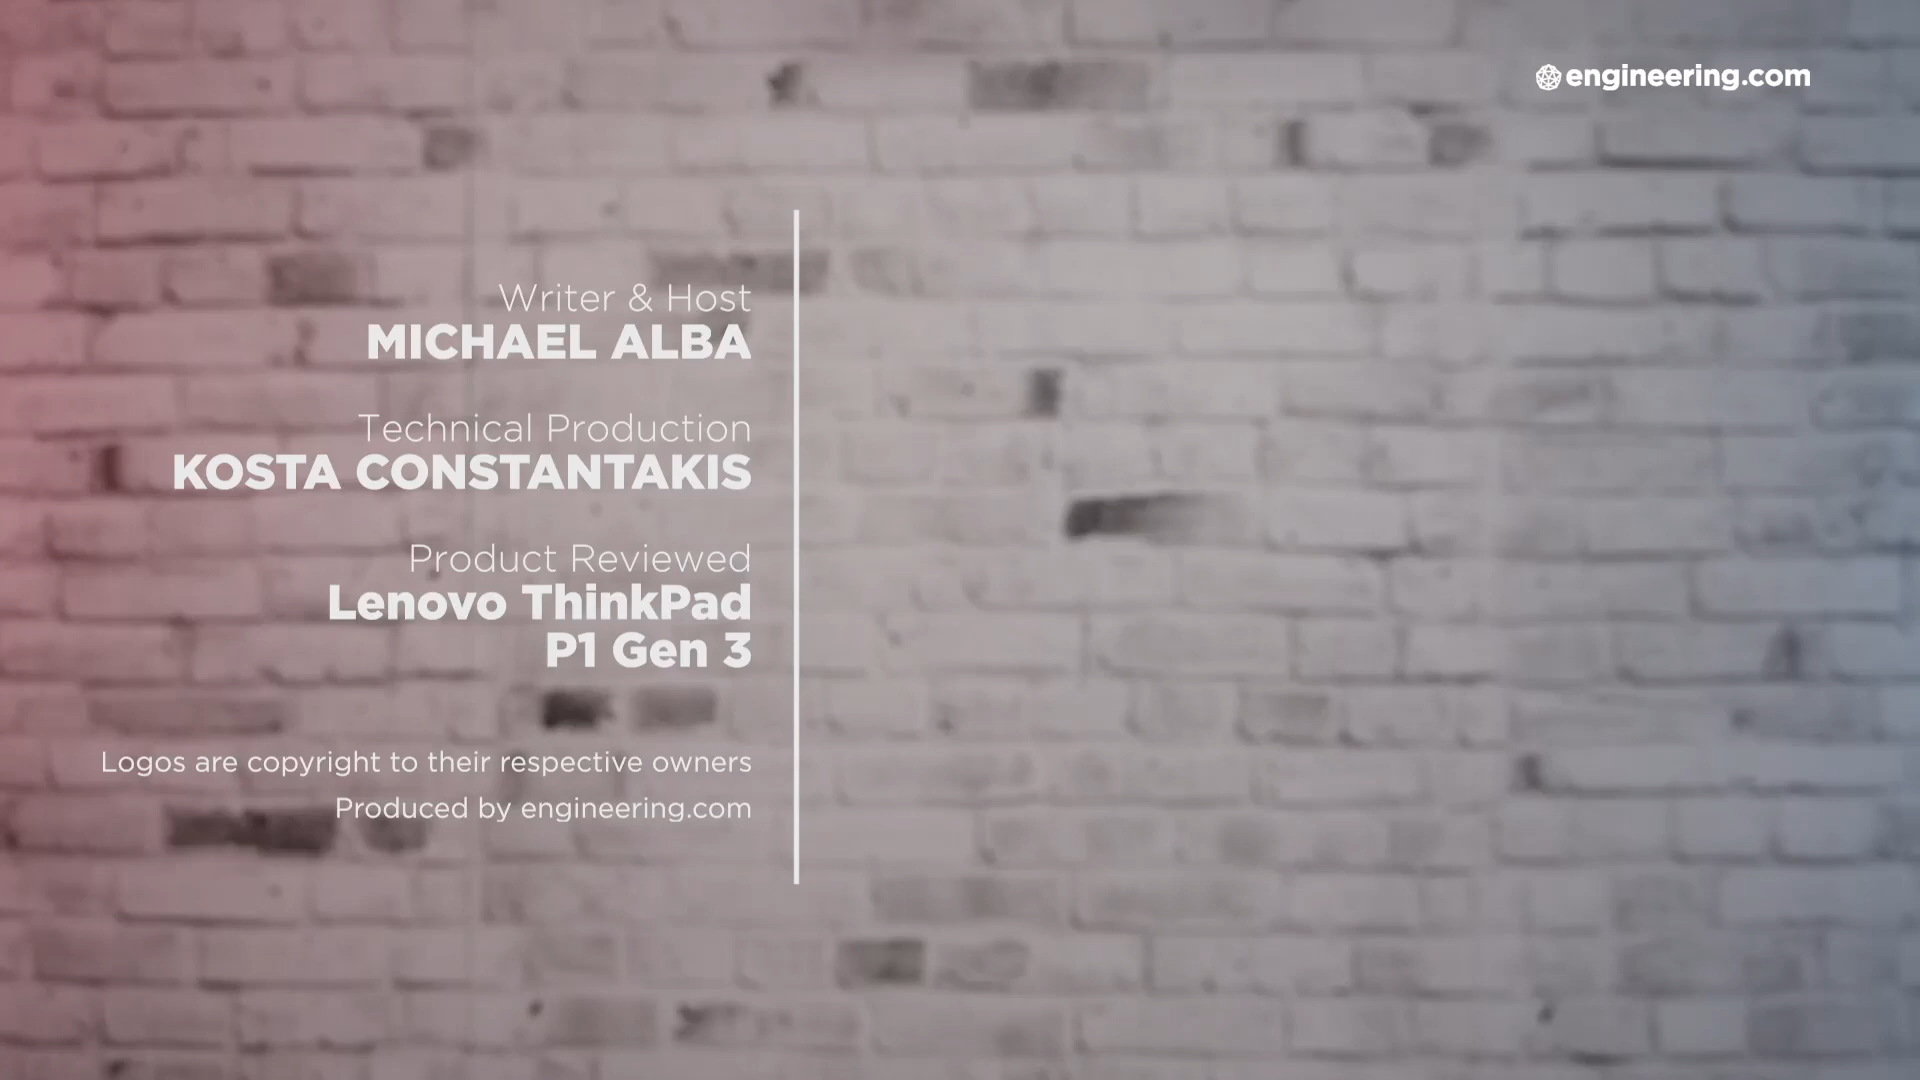 engineering.com
Writer & Host
MICHAEL ALBA
Technical Production
KOSTA CONSTANTAKIS
Product Reviewed
Lenovo ThinkPad
P1 Gen 3
Logos are copyright to their respective owners
Produced by engineering.com